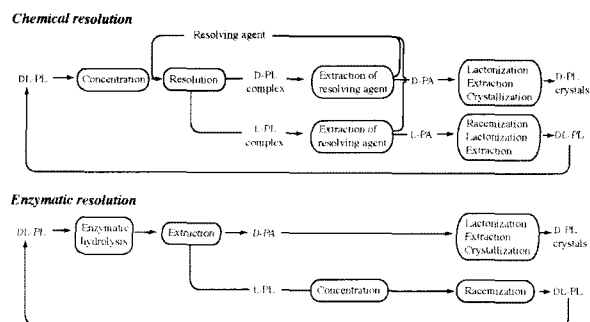 Chemical resolution
Resolving agent
DL-PL
Concentration
Resolution
D-PL
complex
Extraction of
resolving agent
D-PA
Lactonization
Extraction
Crystallization
D-PL
crystals
L-PL
complex
Extraction of
resolving agent
L-PA
Racemization
Lactonization
Extraction
DL-PL
Enzymatic resolution
DL-PL
Enzymatic
hydrolysis
Extraction
D-PA
Lactonization
Extraction
Crystallization
D-PL
crystals
L-PL
Concentration
Racemization
DL-PL